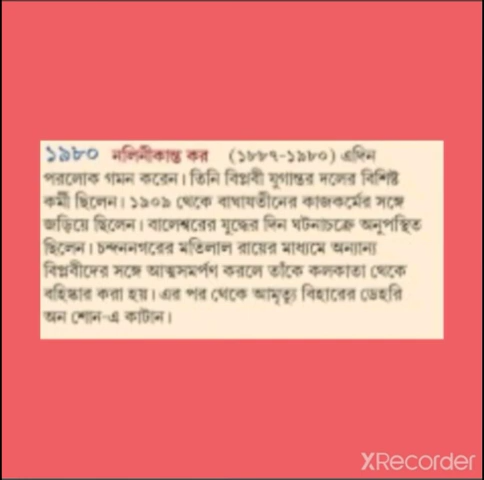 ১৯৮০ নলিনীকান্ত কর (১৮৮৭-১৯৮০) এদিন
পরলোক গমন করেন। তিনি বিপ্লবী যুগান্তর দলের বিশিষ্ট
কর্মী ছিলেন। ১৯০৯ থেকে বাঘাযতীনের কাজকর্মের সঙ্গে
জড়িয়ে ছিলেন। বালেশ্বরের যুদ্ধের দিন ঘটনাচক্রে অনুপস্থিত
ছিলেন। চন্দননগরের মতিলাল রায়ের মাধ্যমে অন্যান্য
বিপ্লবীদের সঙ্গে আত্মসমর্পণ করলে তাঁকে কলকাতা থেকে
বহিষ্কার করা হয়। এর পর থেকে আমৃত্যু বিহারের ডেহরি
অন শোন-এ কাটান।
XRecorder